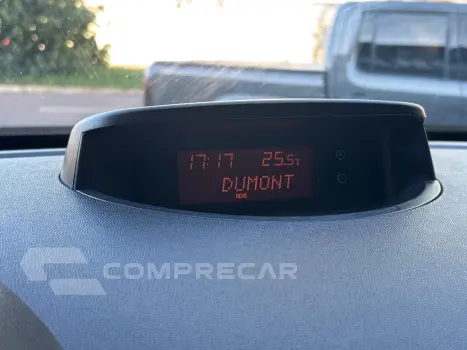 17:17 25.5°C
DUMONT
RDS
COMPRECAR